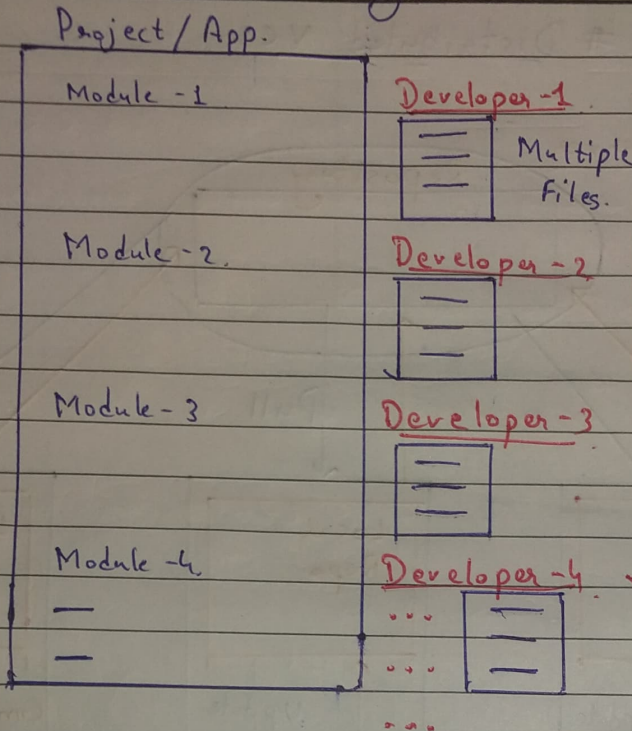 Project / App.
Module - 1
Developer - 1.
Multiple
Files.
Module - 2.
Developer - 2
Module - 3
Developer - 3
Module - 4.
Developer - 4.
...
...
...